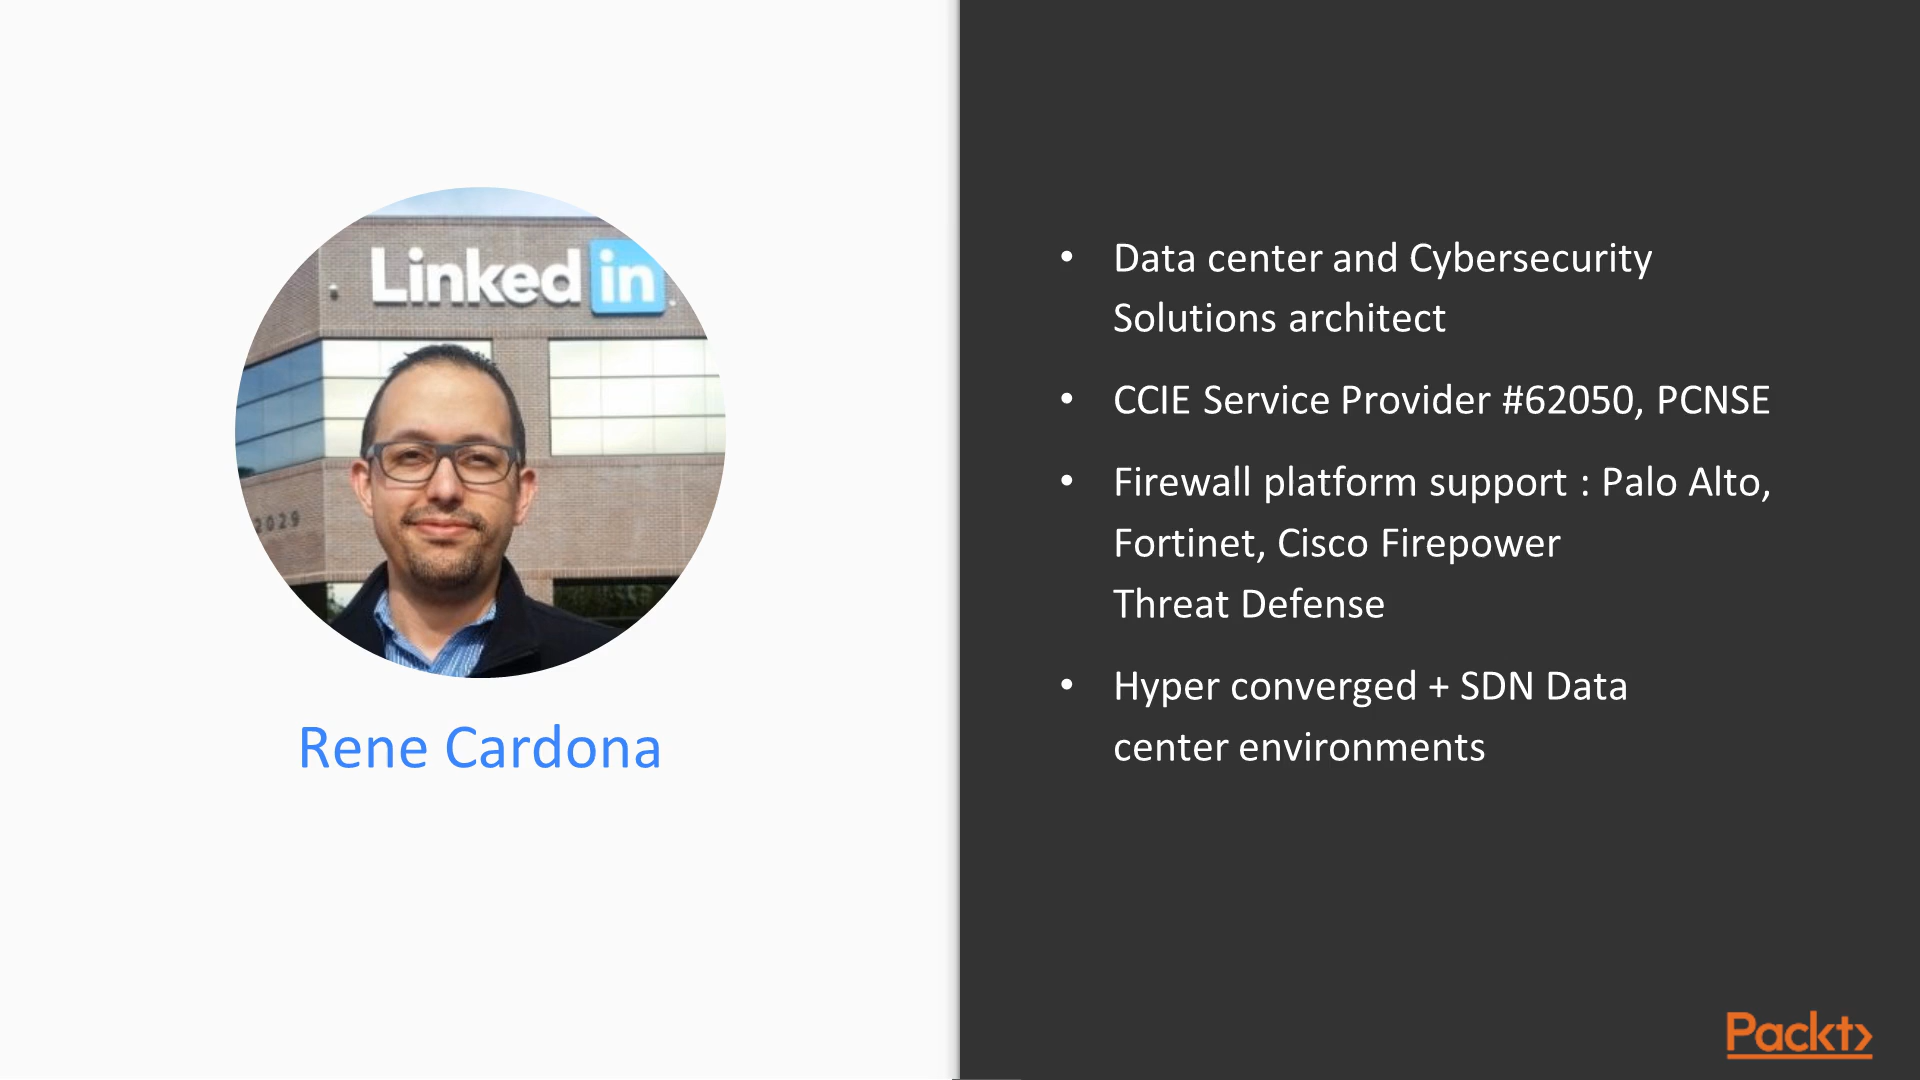 Linked in
2029
Rene Cardona
• Data center and Cybersecurity
Solutions architect
• CCIE Service Provider #62050, PCNSE
• Firewall platform support : Palo Alto,
Fortinet, Cisco Firepower
Threat Defense
• Hyper converged + SDN Data
center environments
Packt>